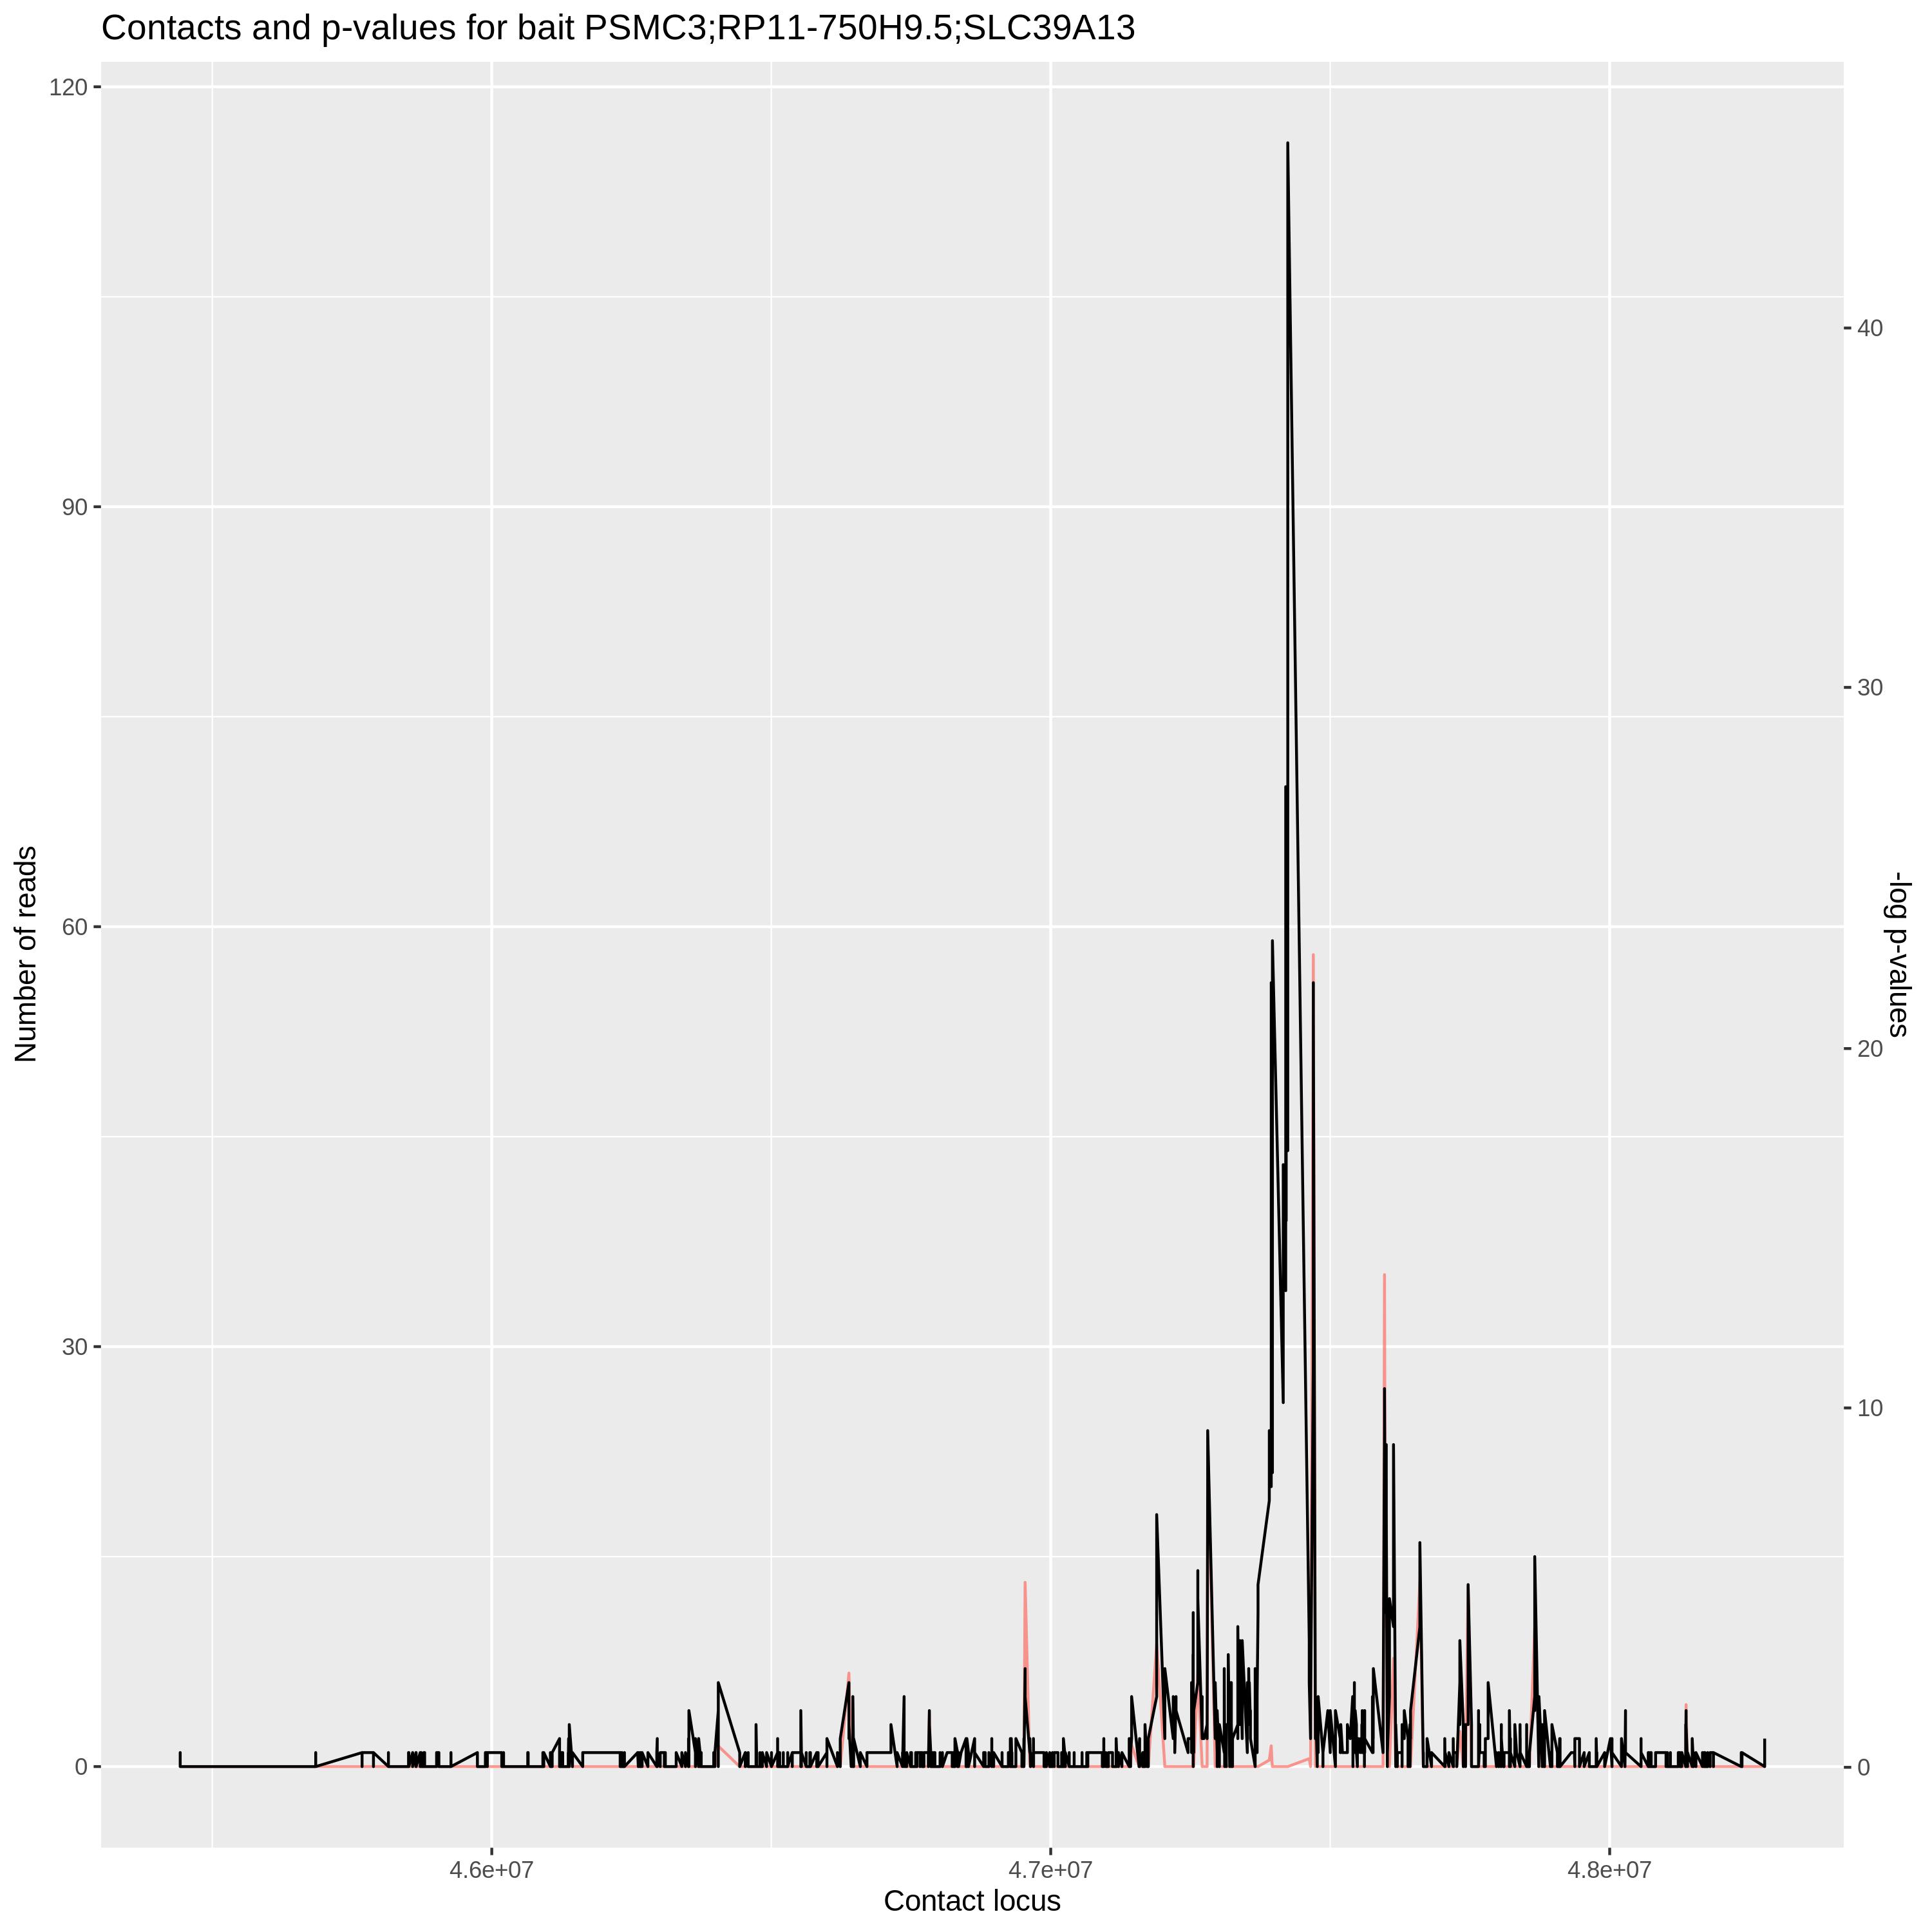 Contacts and p-values for bait PSMC3;RP11-750H9.5;SLC39A13
120
90
60
30
0
Number of reads
40
30
20
10
0
-log p-values
4.6e+07
4.7e+07
4.8e+07
Contact locus